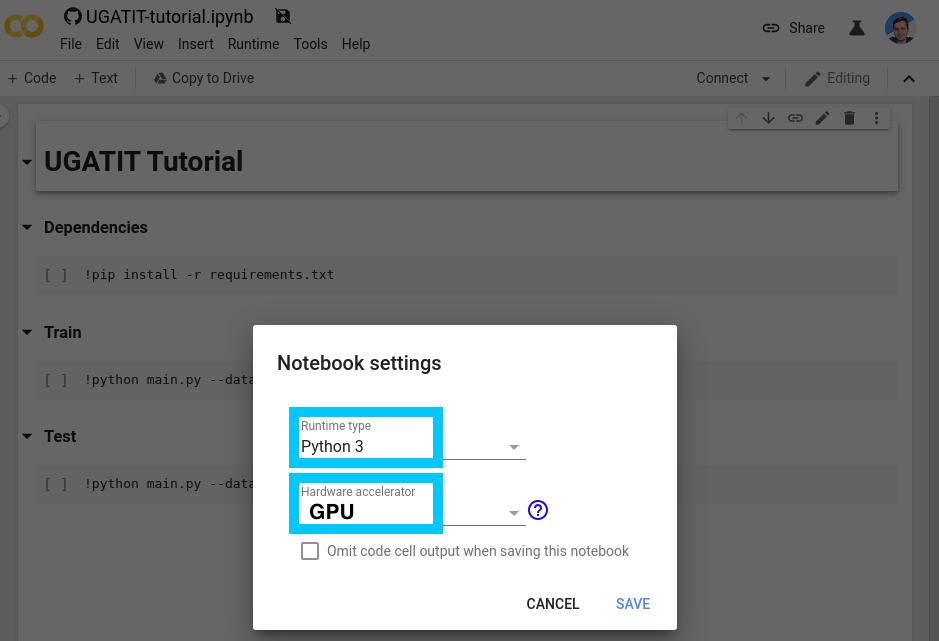 UGATIT-tutorial.ipynb
File Edit View Insert Runtime Tools Help
Share
+ Code + Text Copy to Drive
Connect Editing
UGATIT Tutorial
Dependencies
[ ] !pip install -r requirements.txt
Train
[ ] !python main.py --data
Test
[ ] !python main.py --data
Notebook settings
Runtime type
Python 3
Hardware accelerator
GPU
?
Omit code cell output when saving this notebook
CANCEL SAVE